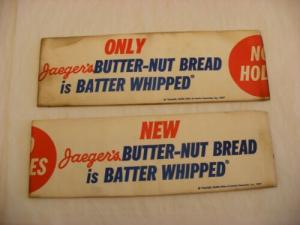 ONLY
Jaeger's BUTTER-NUT BREAD
is BATTER WHIPPED®
NO
HOL
NEW
Jaeger's BUTTER-NUT BREAD
is BATTER WHIPPED®
ES